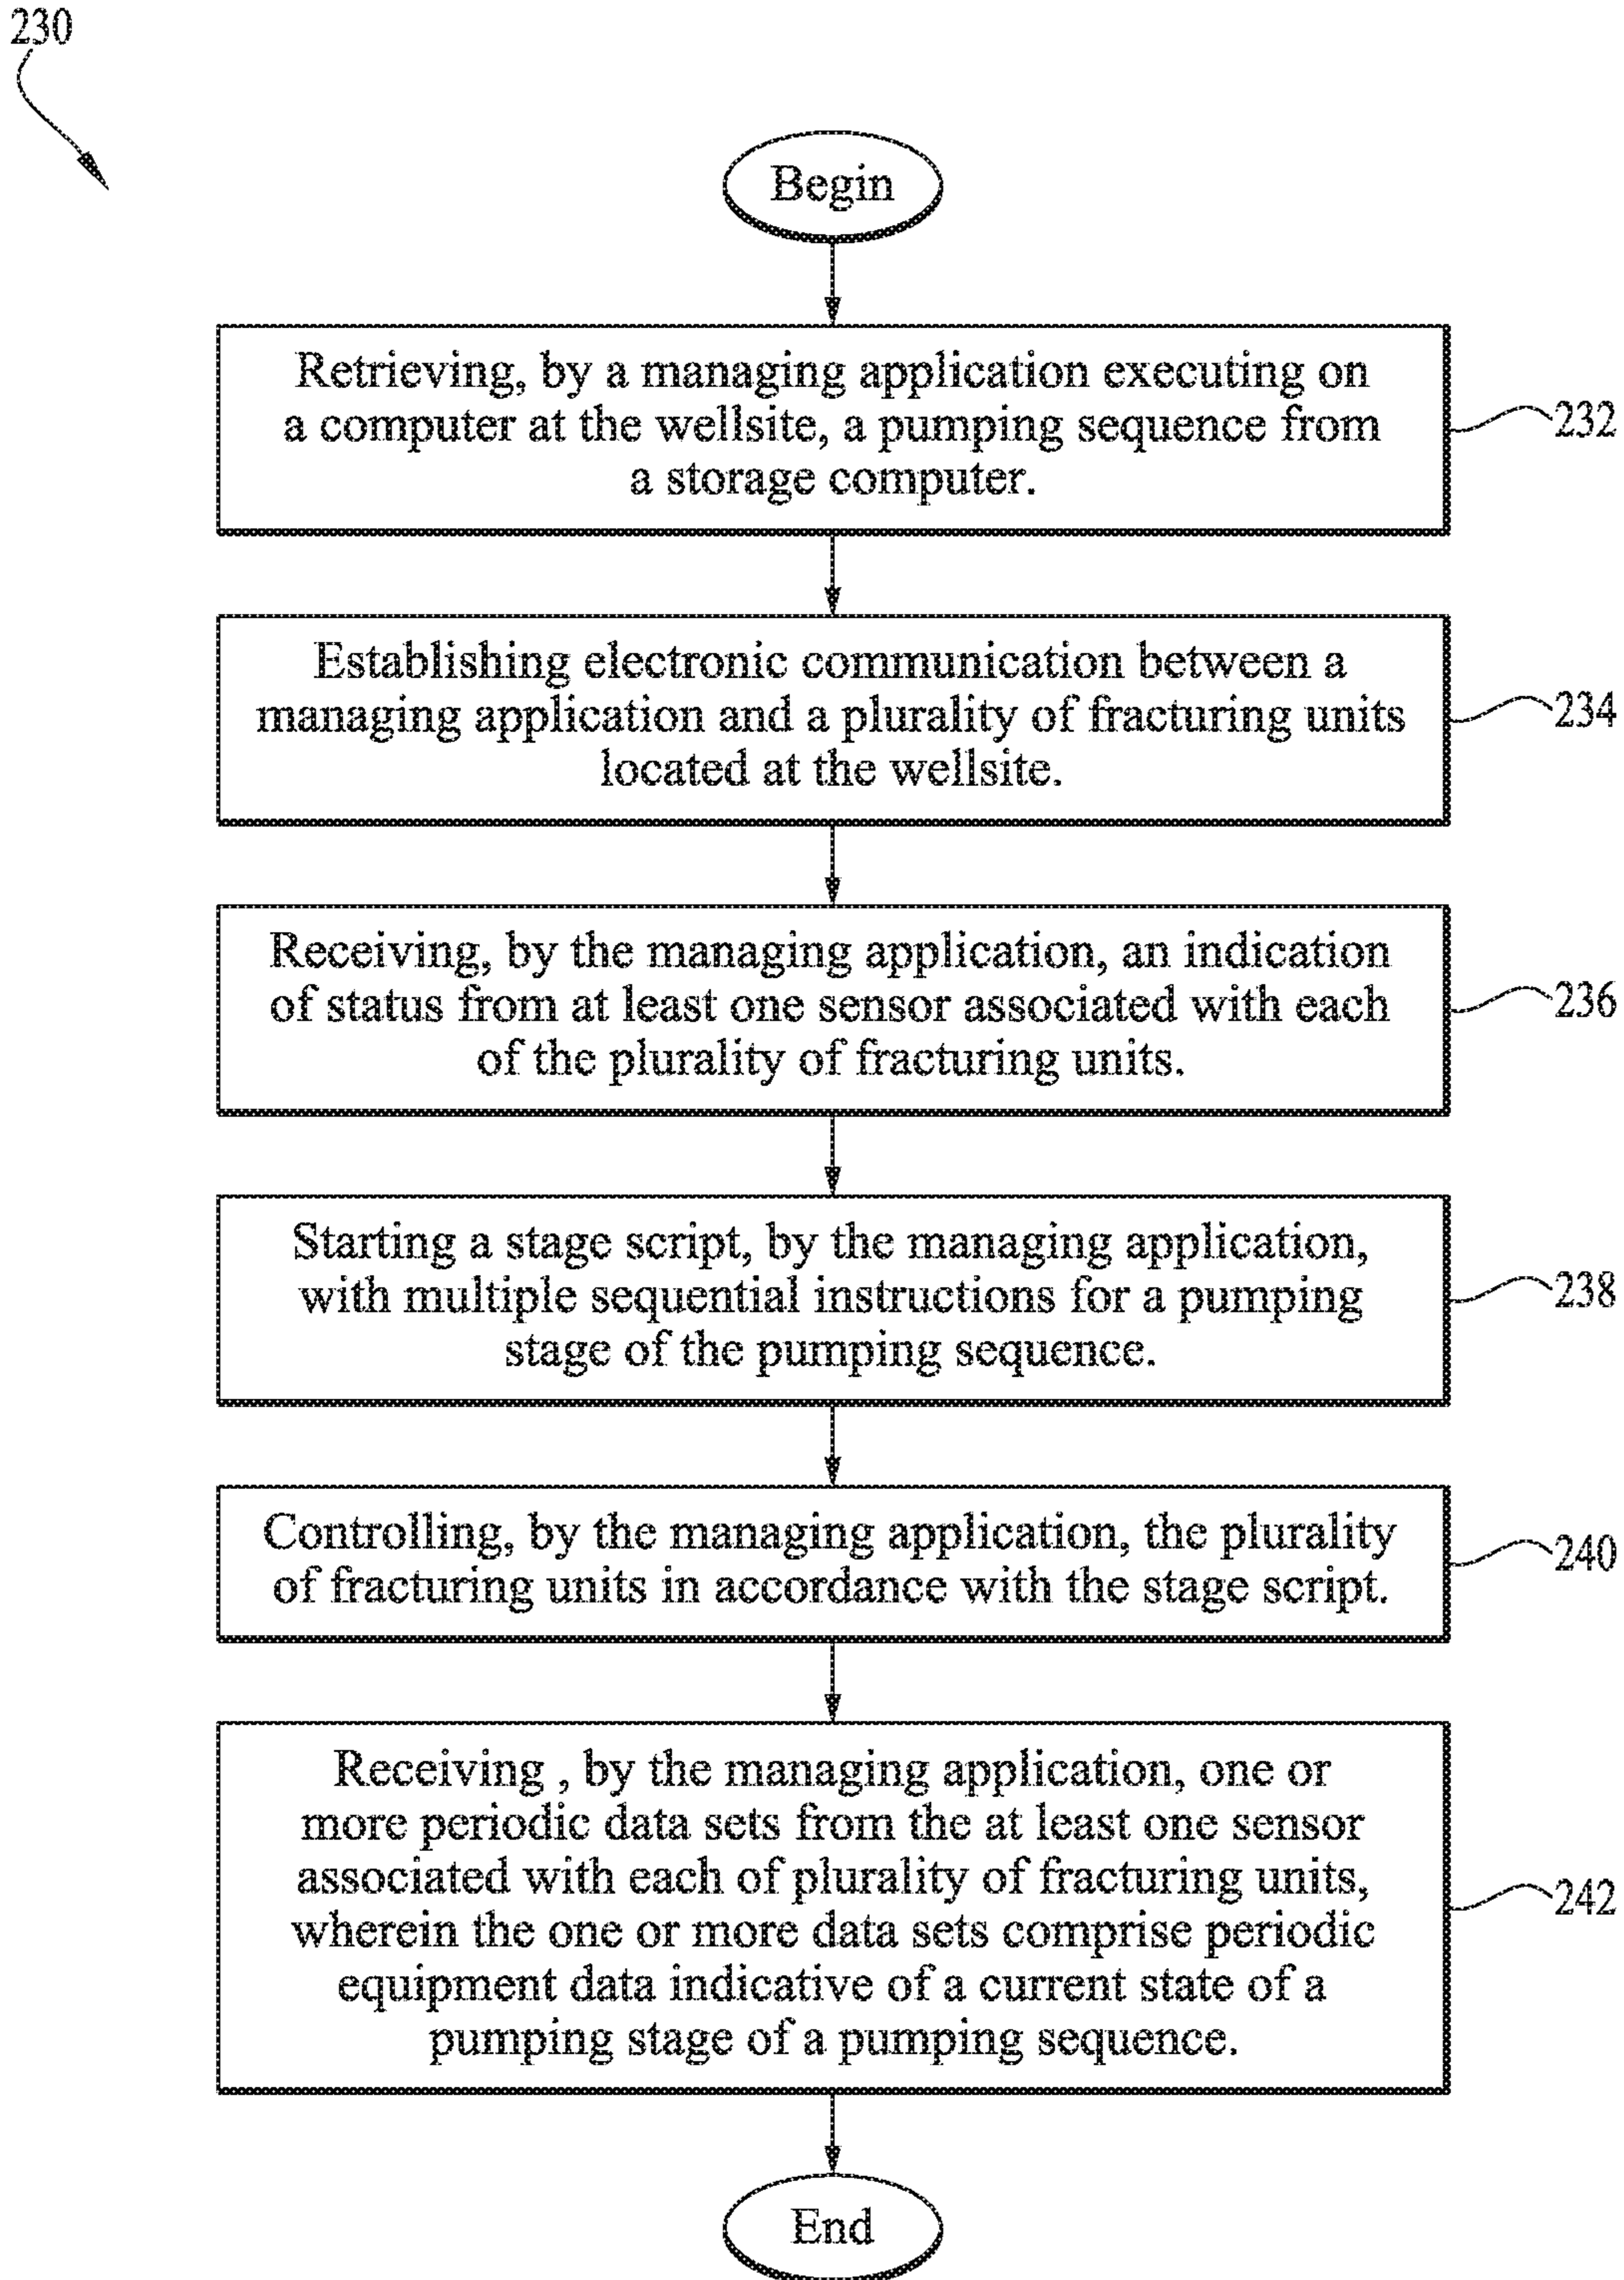 230
Begin
Retrieving, by a managing application executing on
a computer at the wellsite, a pumping sequence from
a storage computer.
232
Establishing electronic communication between a
managing application and a plurality of fracturing units
located at the wellsite.
234
Receiving, by the managing application, an indication
of status from at least one sensor associated with each
of the plurality of fracturing units.
236
Starting a stage script, by the managing application,
with multiple sequential instructions for a pumping
stage of the pumping sequence.
238
Controlling, by the managing application, the plurality
of fracturing units in accordance with the stage script.
240
Receiving , by the managing application, one or
more periodic data sets from the at least one sensor
associated with each of plurality of fracturing units,
wherein the one or more data sets comprise periodic
equipment data indicative of a current state of a
pumping stage of a pumping sequence.
242
End